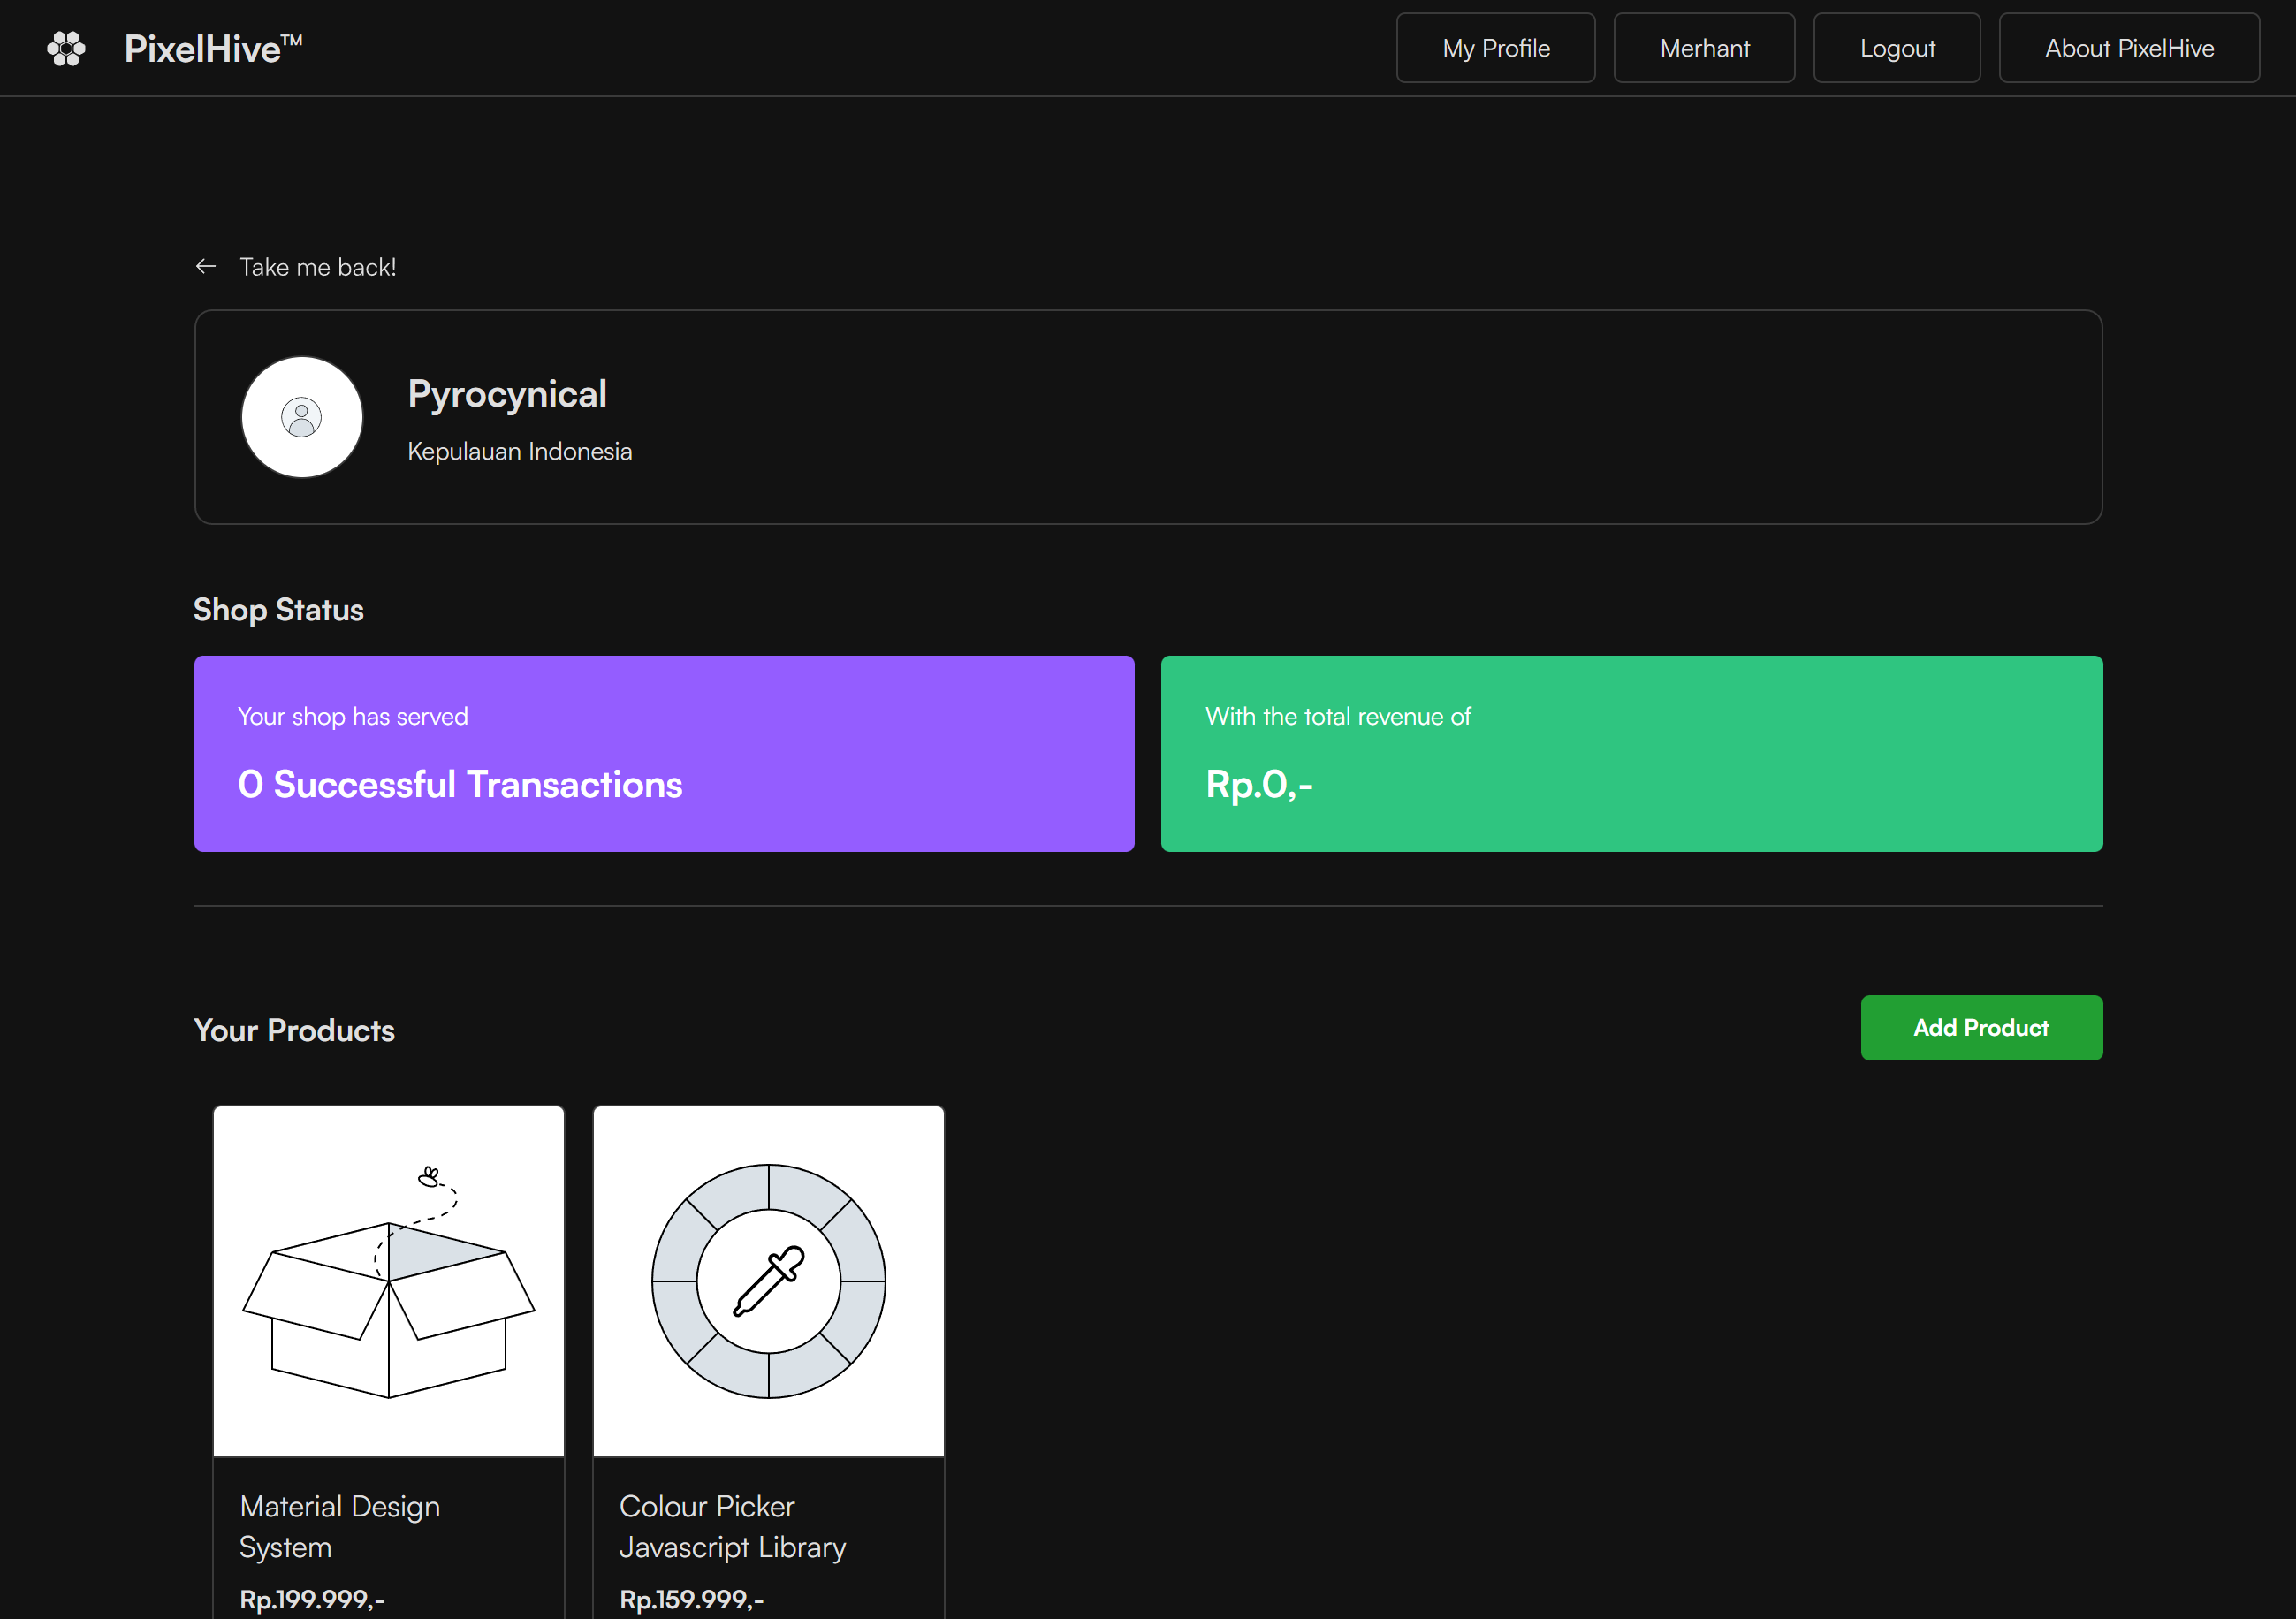 PixelHive™
My Profile
Merhant
Logout
About PixelHive
Take me back!
Pyrocynical
Kepulauan Indonesia
Shop Status
Your shop has served
0 Successful Transactions
With the total revenue of
Rp.0,-
Your Products
Add Product
Material Design
System
Rp.199.999,-
Colour Picker
Javascript Library
Rp.159.999,-